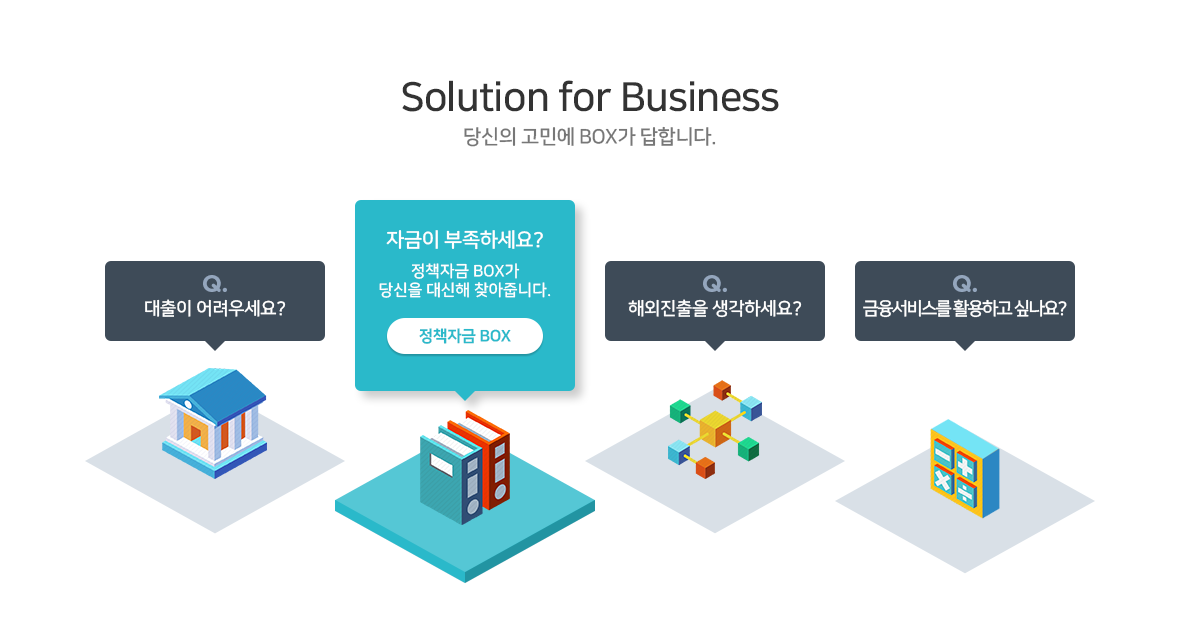 Solution for Business
당신의 고민에 BOX가 답합니다.
Q.
대출이 어려우세요?
자금이 부족하세요?
정책자금 BOX가
당신을 대신해 찾아줍니다.
정책자금 BOX
Q.
해외진출을 생각하세요?
Q.
금융서비스를 활용하고 싶나요?